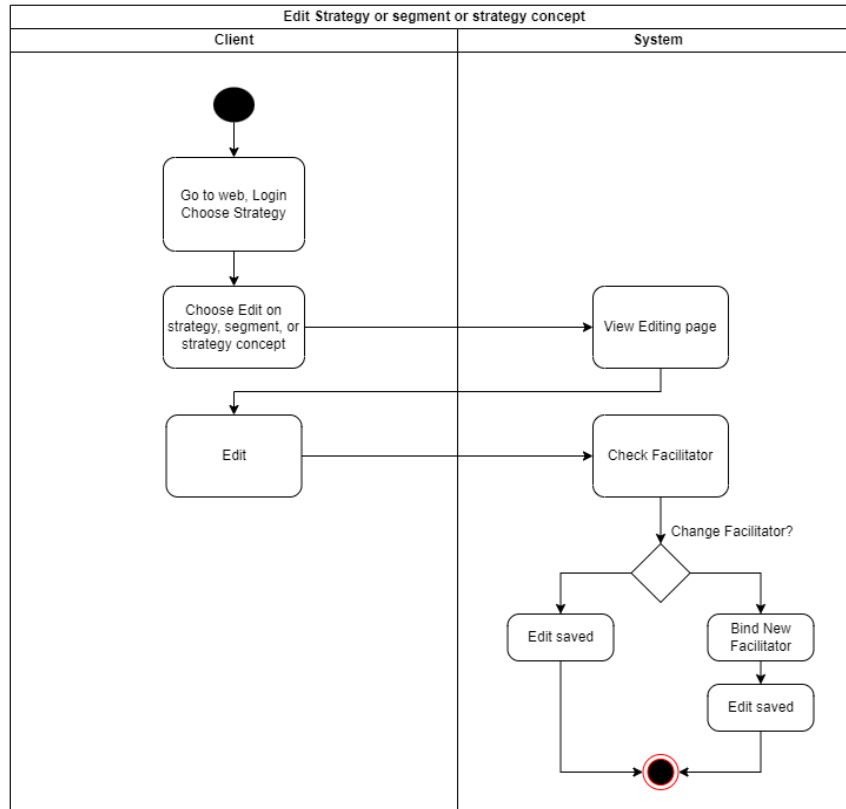 Edit Strategy or segment or strategy concept
Client
System
Go to web, Login
Choose Strategy
Choose Edit on
strategy, segment, or
strategy concept
View Editing page
Edit
Check Facilitator
Change Facilitator?
Edit saved
Bind New
Facilitator
Edit saved